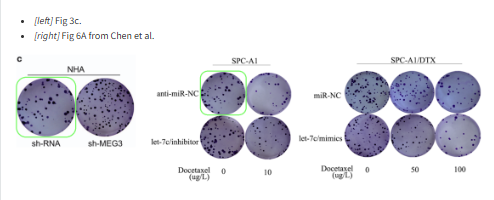 [left] Fig 3c.
[right] Fig 6A from Chen et al.
c
NHA
sh-RNA sh-MEG3
SPC-A1
anti-miR-NC
let-7c/inhibitor
Docetaxel 0 10
(ug/L)
SPC-A1/DTX
miR-NC
let-7c/mimics
Docetaxel 0 50 100
(ug/L)